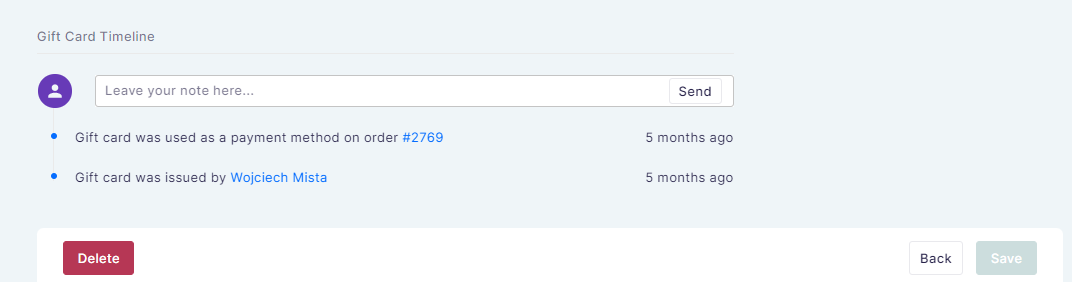 Gift Card Timeline
Leave your note here...
Send
Gift card was used as a payment method on order #2769
5 months ago
Gift card was issued by Wojciech Mista
5 months ago
Delete
Back
Save